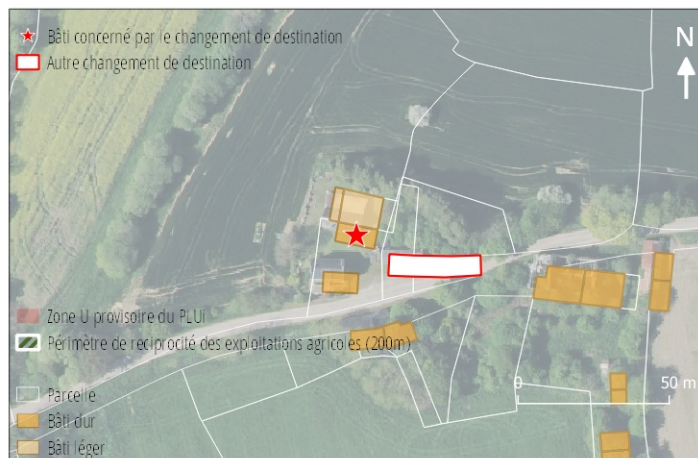 Bâti concerné par le changement de destination
Autre changement de destination
N
Zone U provisoire du PLUi
Périmètre de réciprocité des exploitations agricoles (200m)
Parcelle
0 50 m
Bâti dur
Bâti léger